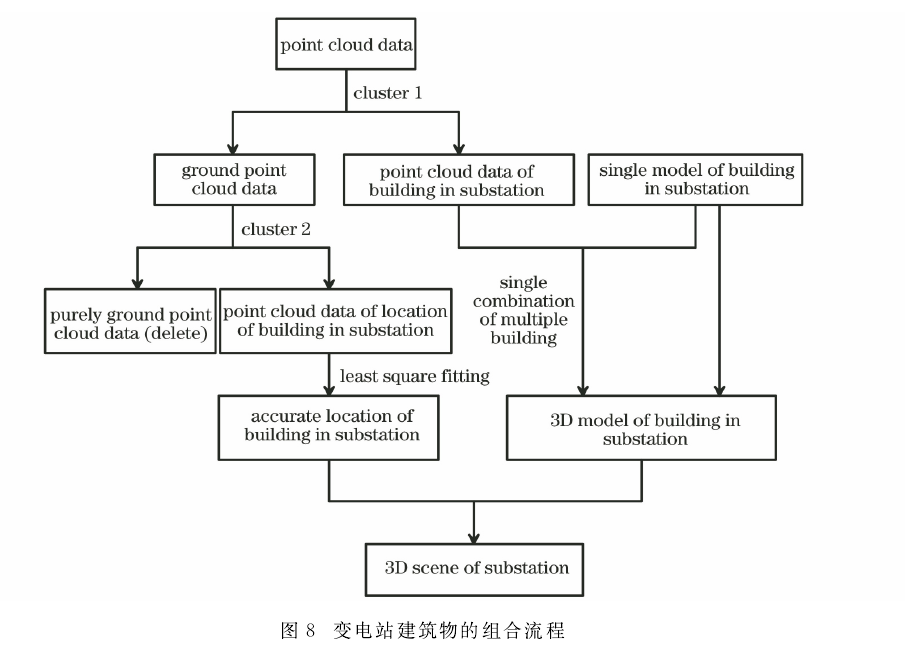 point cloud data
cluster 1
ground point
cloud data
point cloud data of
building in substation
single model of building
in substation
cluster 2
purely ground point
cloud data (delete)
point cloud data of location
of building in substation
single
combination
of multiple
building
least square fitting
accurate location of
building in substation
3D model of building in
substation
3D scene of substation
图 8 变电站建筑物的组合流程